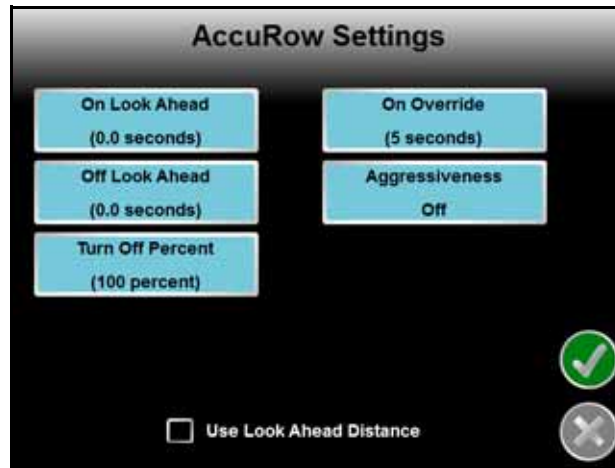 AccuRow Settings
On Look Ahead
(0.0 seconds)
On Override
(5 seconds)
Off Look Ahead
(0.0 seconds)
Aggressiveness
Off
Turn Off Percent
(100 percent)
Use Look Ahead Distance